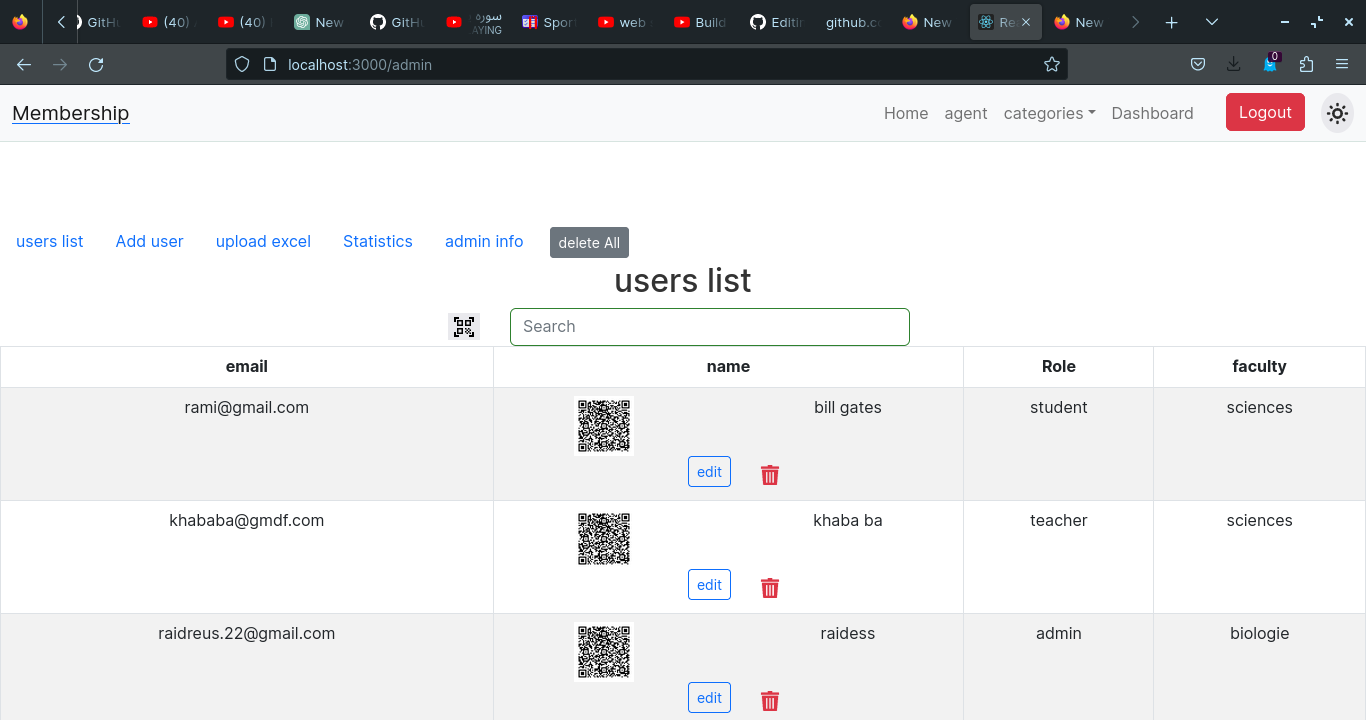 GitHu
(40)
(40)
New
GitHu
سورة
AYING
Spor
web
Build
Editi
github.c
New
Re
New
localhost:3000/admin
0
Membership
Home agent categories Dashboard Logout
users list Add user upload excel Statistics admin info delete All
users list
Search
email name Role faculty
rami@gmail.com bill gates student sciences
edit
khababa@gmdf.com khaba ba teacher sciences
edit
raidreus.22@gmail.com raidess admin biologie
edit